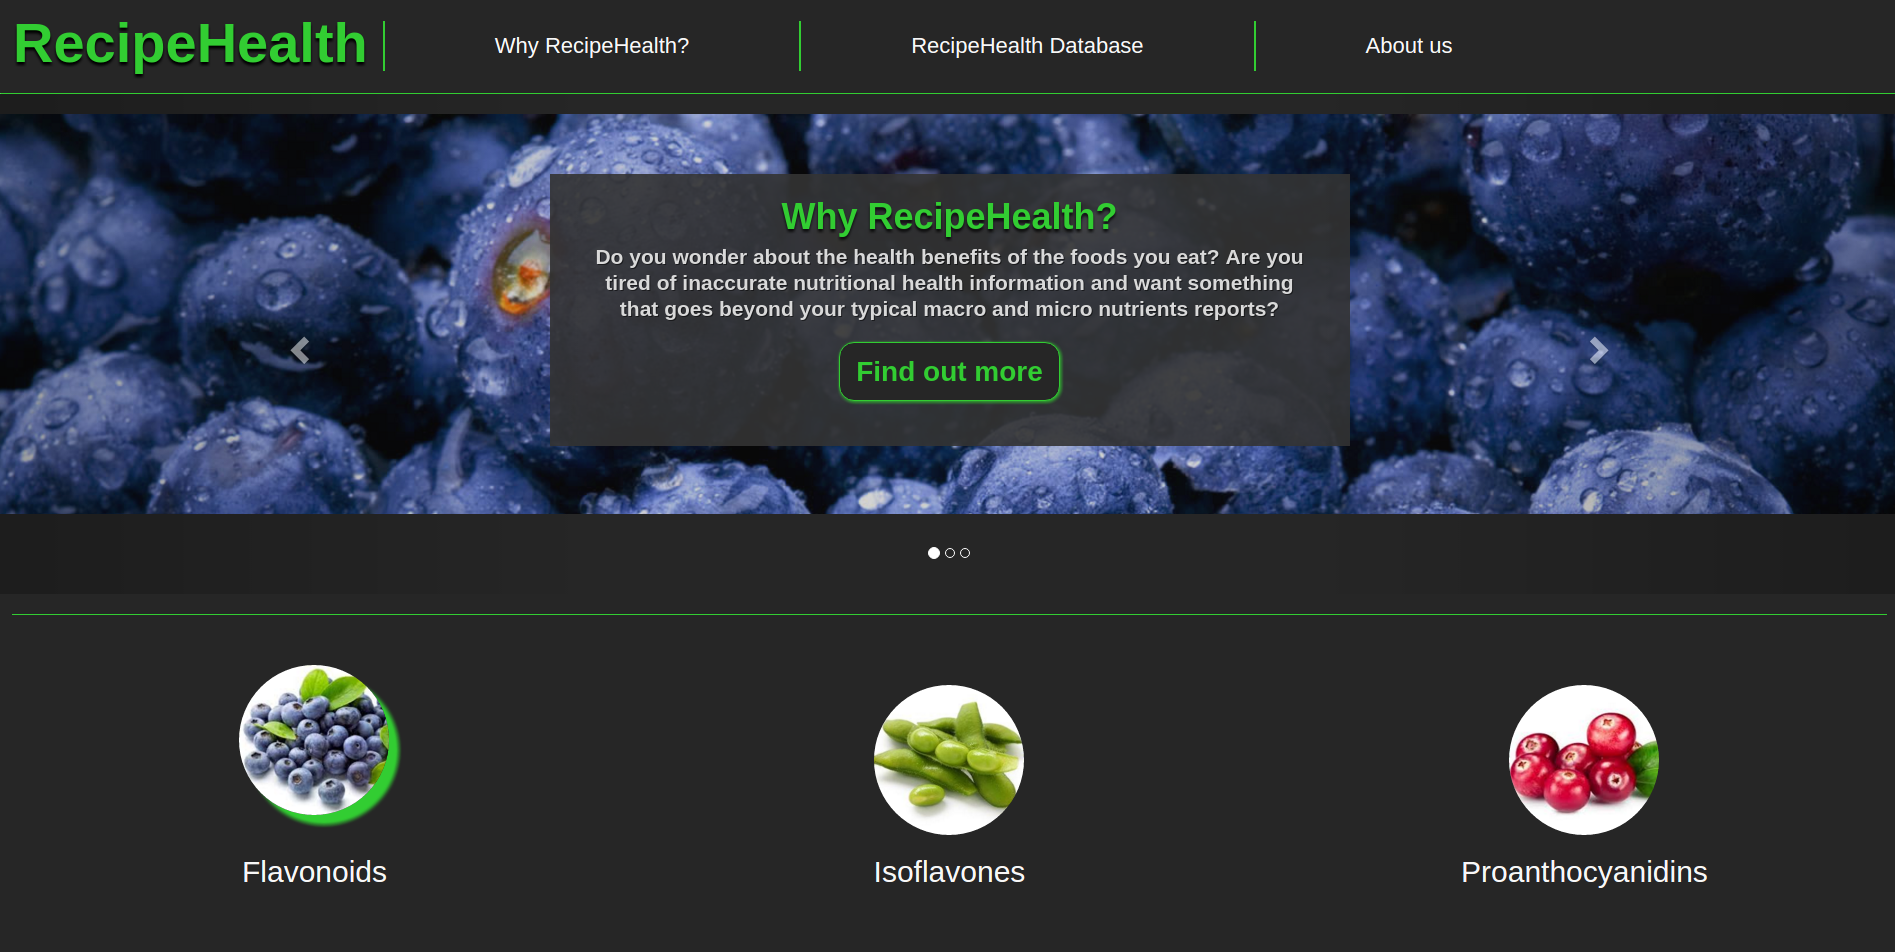 RecipeHealth
Why RecipeHealth?
RecipeHealth Database
About us
Why RecipeHealth?
Do you wonder about the health benefits of the foods you eat? Are you
tired of inaccurate nutritional health information and want something
that goes beyond your typical macro and micro nutrients reports?
Find out more
Flavonoids
Isoflavones
Proanthocyanidins